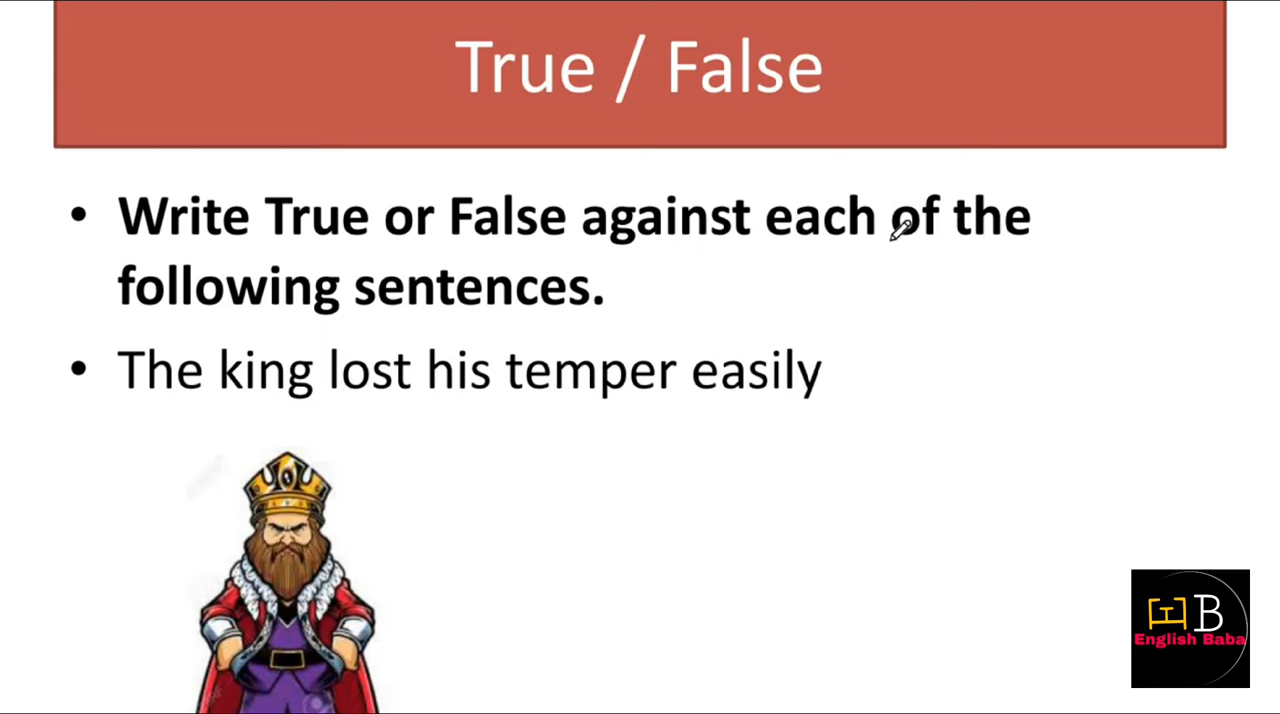 True / False
• Write True or False against each of the
following sentences.
• The king lost his temper easily
B
English Baba